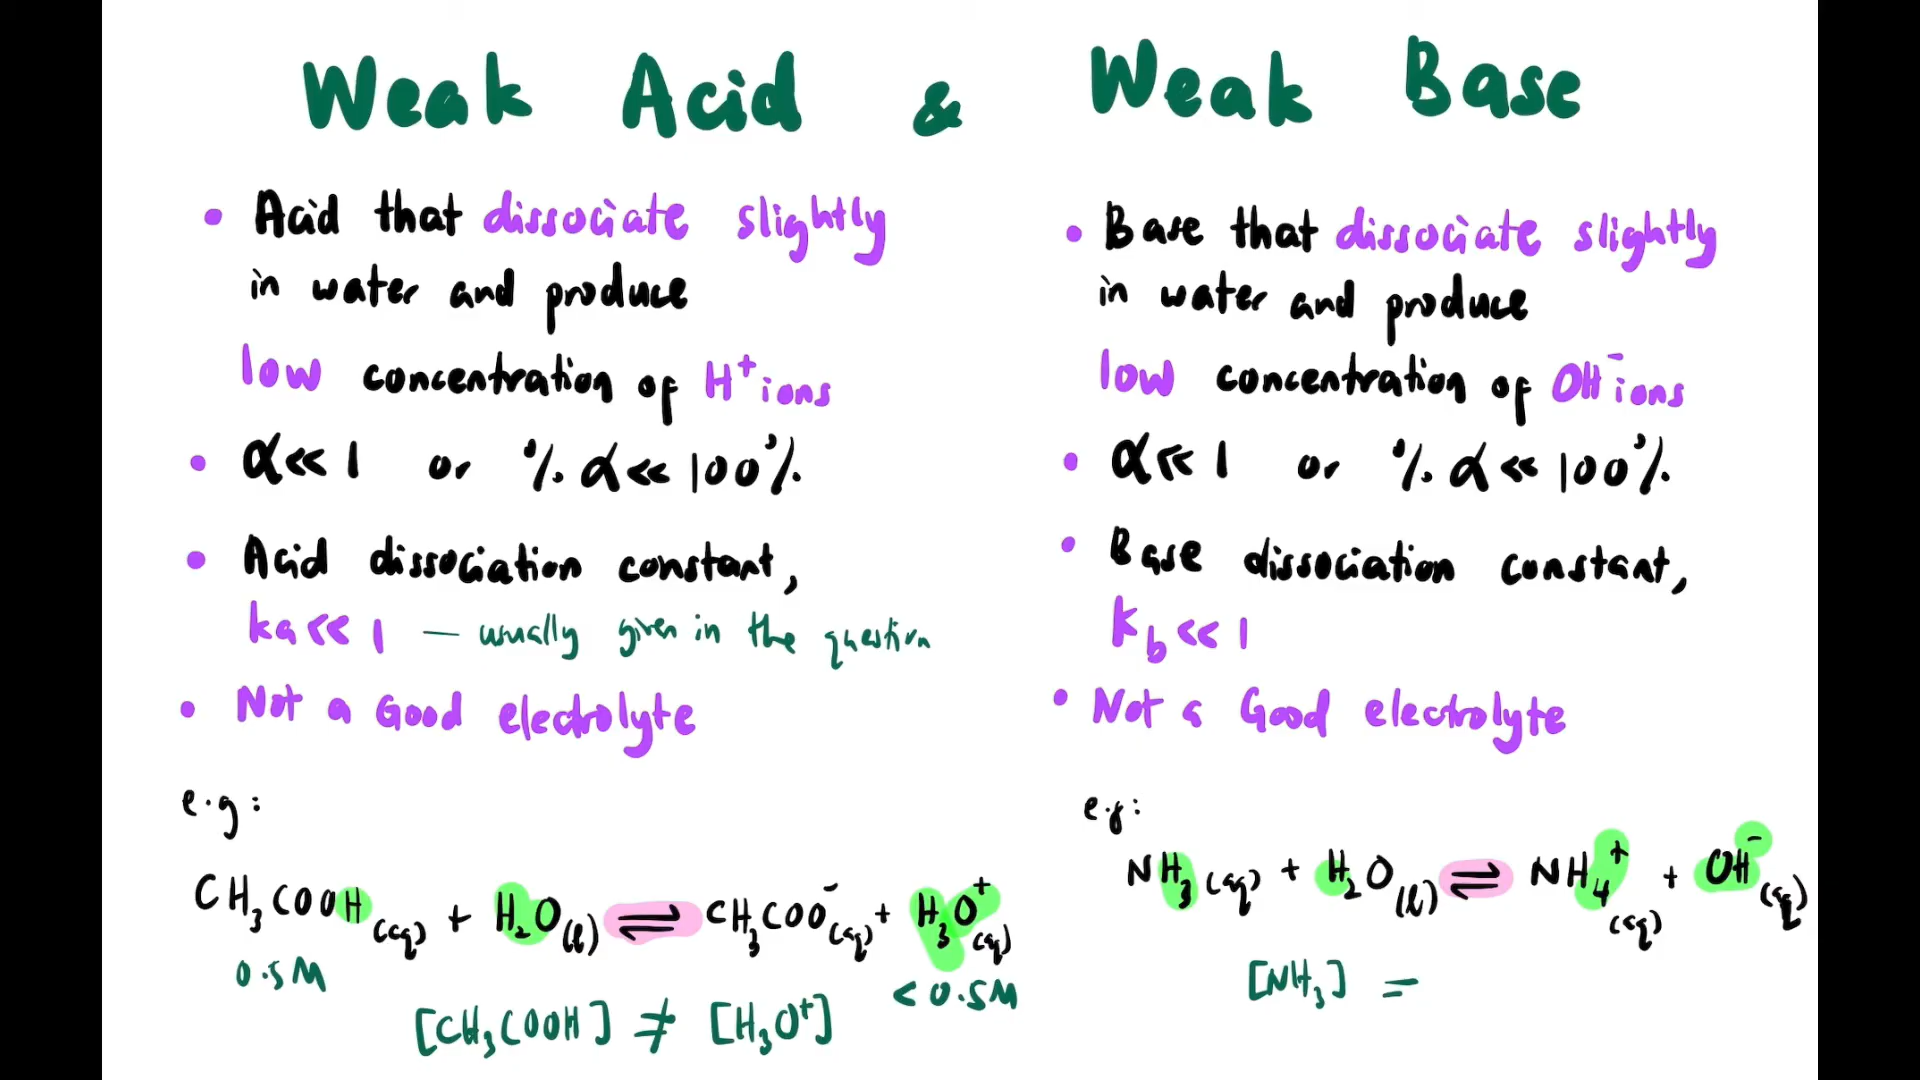 Weak Acid & Weak Base
• Acid that dissociate slightly
in water and produce
low concentration of H⁺ ions
• α << 1 or % α << 100%
• Acid dissociation constant,
ka << 1 — usually given in the question
• Not a Good electrolyte
e.g:
CH₃COOH(aq) + H₂O(l) ⇌ CH₃COO⁻(aq) + H₃O⁺(aq)
0.5M < 0.5M
[CH₃COOH] ≠ [H₃O⁺]
• Base that dissociate slightly
in water and produce
low concentration of OH⁻ ions
• α << 1 or % α << 100%
• Base dissociation constant,
k_b << 1
• Not a Good electrolyte
e.g:
NH₃(aq) + H₂O(l) ⇌ NH₄⁺(aq) + OH⁻(aq)
[NH₃] =